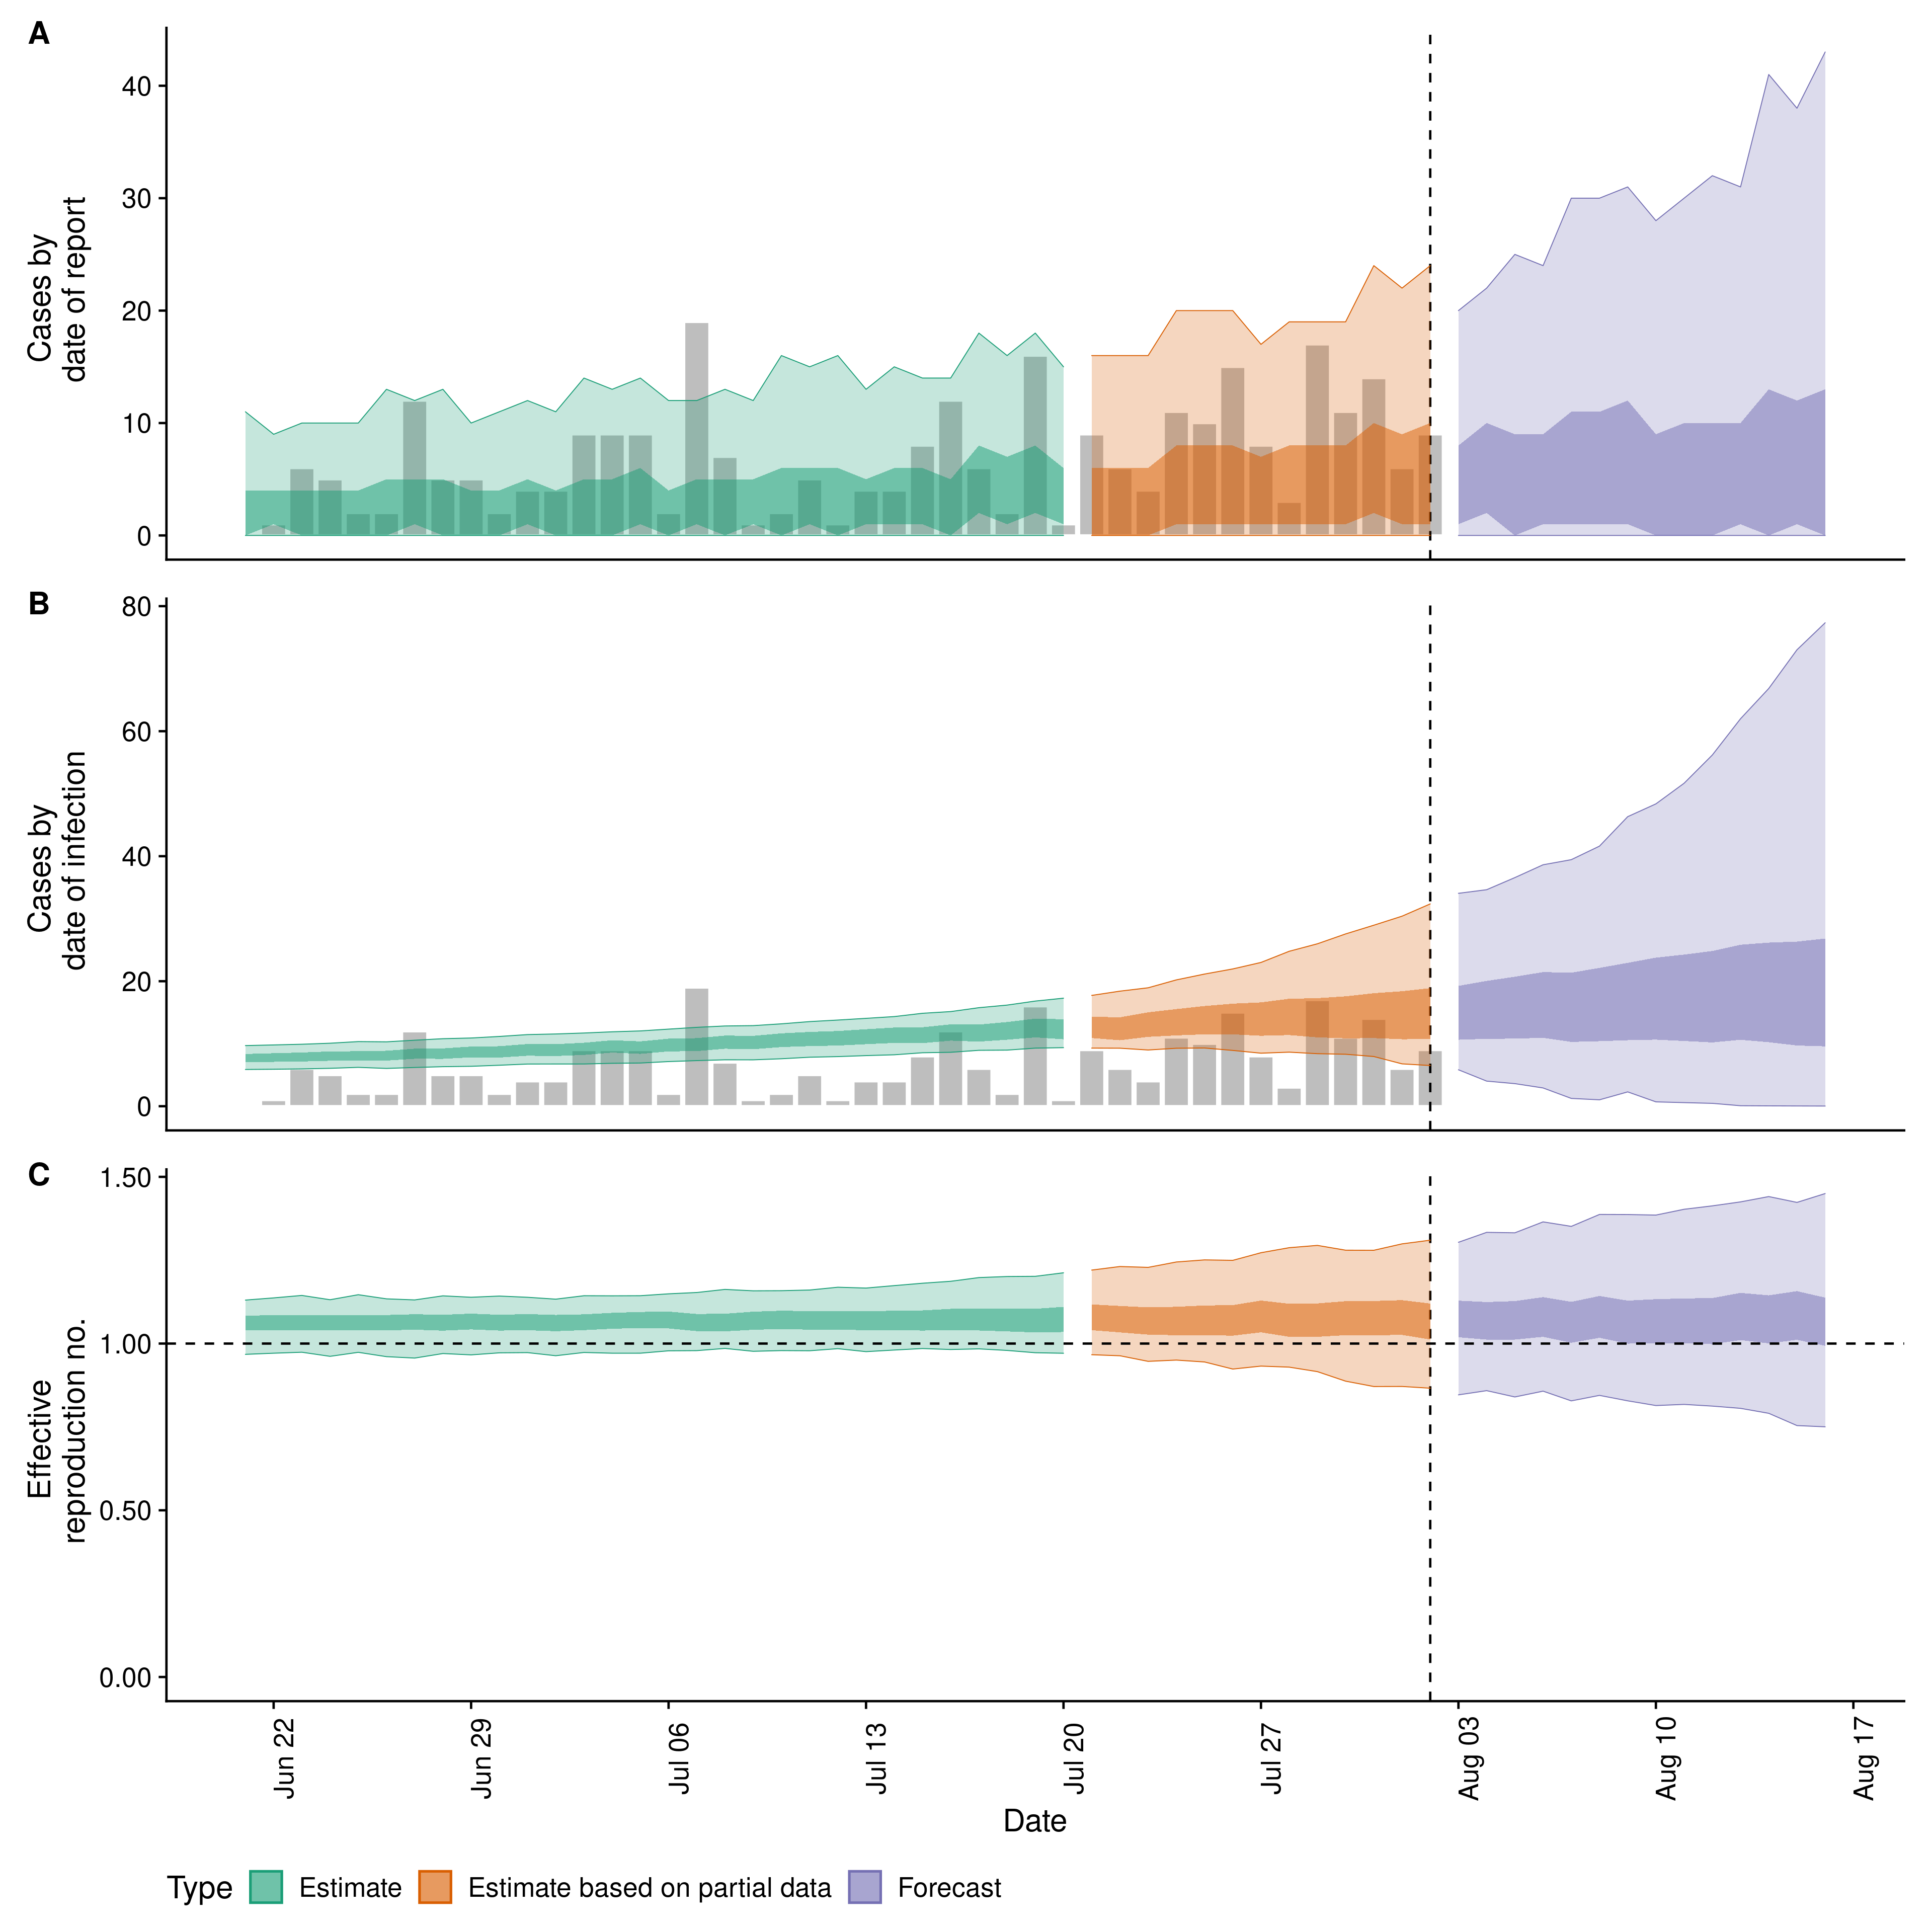 A
40
30
20
10
0
Cases by
date of report
B
80
60
40
20
0
Cases by
date of infection
C
1.50
1.00
0.50
0.00
Effective
reproduction no.
Jun 22
Jun 29
Jul 06
Jul 13
Jul 20
Jul 27
Aug 03
Aug 10
Aug 17
Date
Type Estimate Estimate based on partial data Forecast